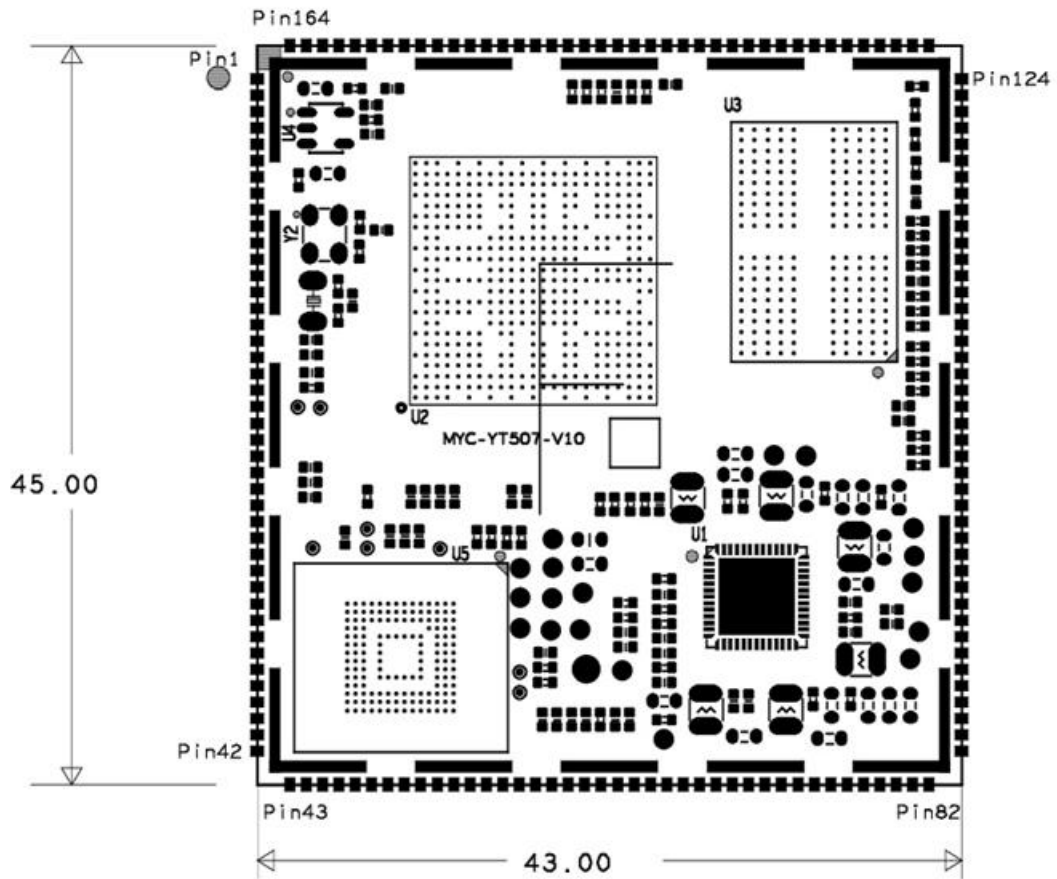 Pin164
Pin1
Pin124
U3
U4
Y2
U2
MYC-YT507-V10
45.00
U1
U5
Pin42
Pin43
Pin82
43.00